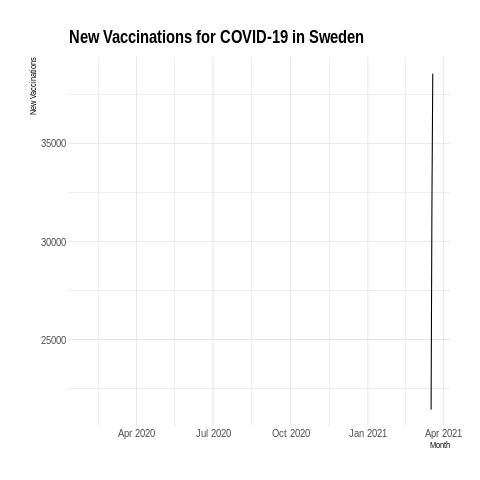 New Vaccinations for COVID-19 in Sweden
New Vaccinations
35000
30000
25000
Apr 2020 Jul 2020 Oct 2020 Jan 2021 Apr 2021
Month